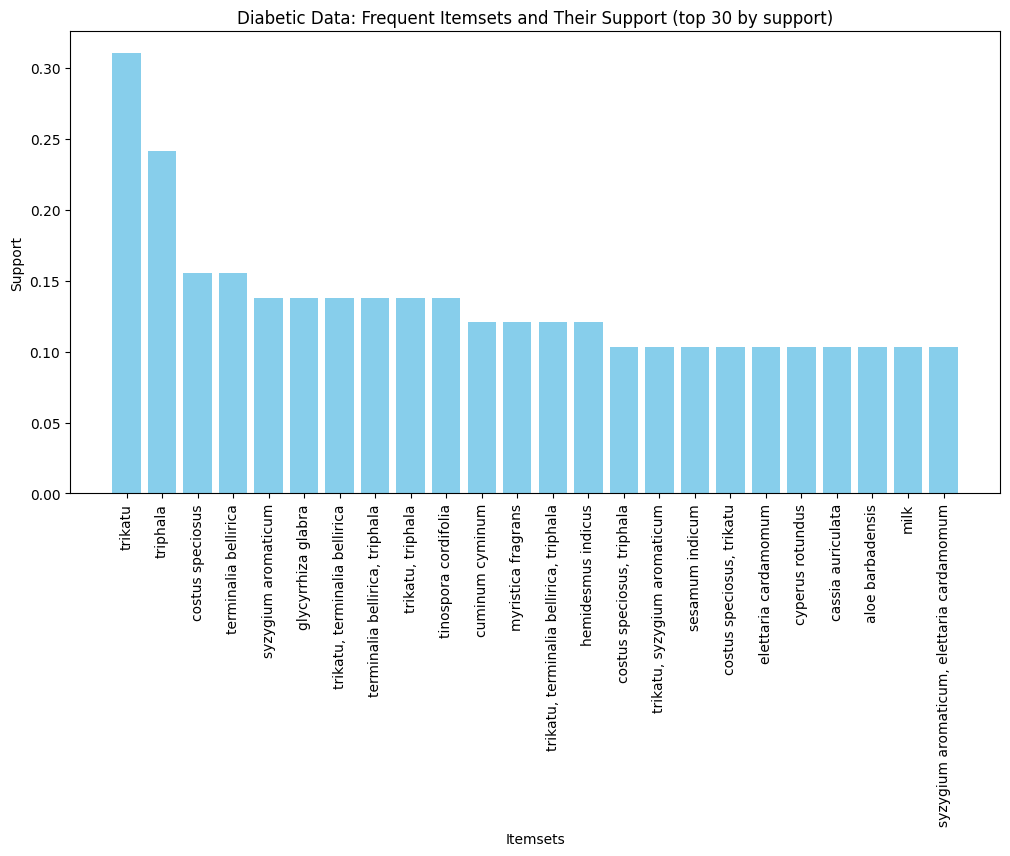 Diabetic Data: Frequent Itemsets and Their Support (top 30 by support)
Support
0.30
0.25
0.20
0.15
0.10
0.05
0.00
trikatu
triphala
costus speciosus
terminalia bellirica
syzygium aromaticum
glycyrrhiza glabra
trikatu, terminalia bellirica
terminalia bellirica, triphala
trikatu, triphala
tinospora cordifolia
cuminum cyminum
myristica fragrans
trikatu, terminalia bellirica, triphala
hemidesmus indicus
costus speciosus, triphala
trikatu, syzygium aromaticum
sesamum indicum
costus speciosus, trikatu
elettaria cardamomum
cyperus rotundus
cassia auriculata
aloe barbadensis
milk
syzygium aromaticum, elettaria cardamomum
Itemsets